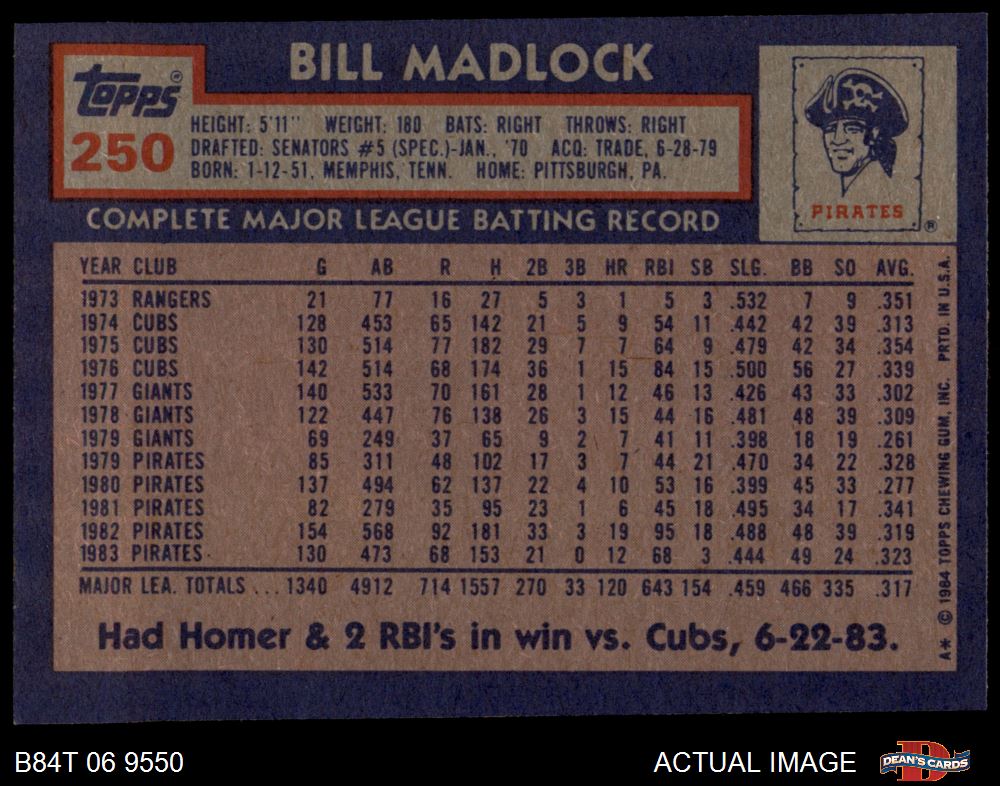 BILL MADLOCK
topps®
250
HEIGHT: 5'11" WEIGHT: 180 BATS: RIGHT THROWS: RIGHT
DRAFTED: SENATORS #5 (SPEC.)-JAN., '70 ACQ: TRADE, 6-28-79
BORN: 1-12-51, MEMPHIS, TENN. HOME: PITTSBURGH, PA.
PIRATES®
COMPLETE MAJOR LEAGUE BATTING RECORD
YEAR CLUB G AB R H 2B 3B HR RBI SB SLG. BB SO AVG.
1973 RANGERS 21 77 16 27 5 3 1 5 3 .532 7 9 .351
1974 CUBS 128 453 65 142 21 5 9 54 11 .442 42 39 .313
1975 CUBS 130 514 77 182 29 7 7 64 9 .479 42 34 .354
1976 CUBS 142 514 68 174 36 1 15 84 15 .500 56 27 .339
1977 GIANTS 140 533 70 161 28 1 12 46 13 .426 43 33 .302
1978 GIANTS 122 447 76 138 26 3 15 44 16 .481 48 39 .309
1979 GIANTS 69 249 37 65 9 2 7 41 11 .398 18 19 .261
1979 PIRATES 85 311 48 102 17 3 7 44 21 .470 34 22 .328
1980 PIRATES 137 494 62 137 22 4 10 53 16 .399 45 33 .277
1981 PIRATES 82 279 35 95 23 1 6 45 18 .495 34 17 .341
1982 PIRATES 154 568 92 181 33 3 19 95 18 .488 48 39 .319
1983 PIRATES 130 473 68 153 21 0 12 68 3 .444 49 24 .323
MAJOR LEA. TOTALS ... 1340 4912 714 1557 270 33 120 643 154 .459 466 335 .317
Had Homer & 2 RBI's in win vs. Cubs, 6-22-83.
A* © 1984 TOPPS CHEWING GUM, INC. PRTD. IN U.S.A.
B84T 06 9550
ACTUAL IMAGE
DEAN'S CARDS